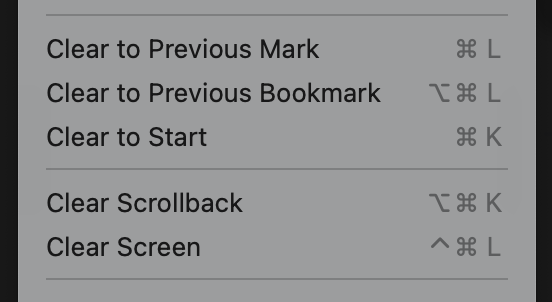 Clear to Previous Mark ⌘ L
Clear to Previous Bookmark ⌥⌘ L
Clear to Start ⌘ K
Clear Scrollback ⌥⌘ K
Clear Screen ^⌘ L